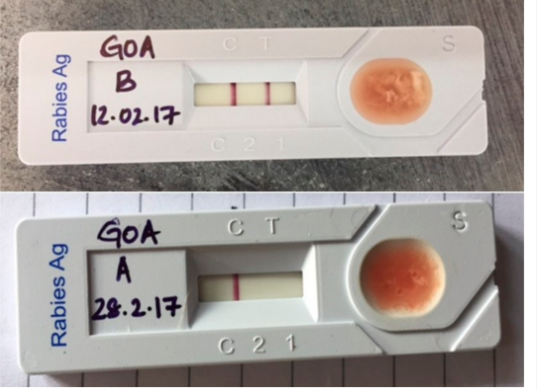 Rabies Ag
GOA
B
12.02.17
C T
S
C 2 1
Rabies Ag
GOA
A
28.2.17
C T
S
C 2 1